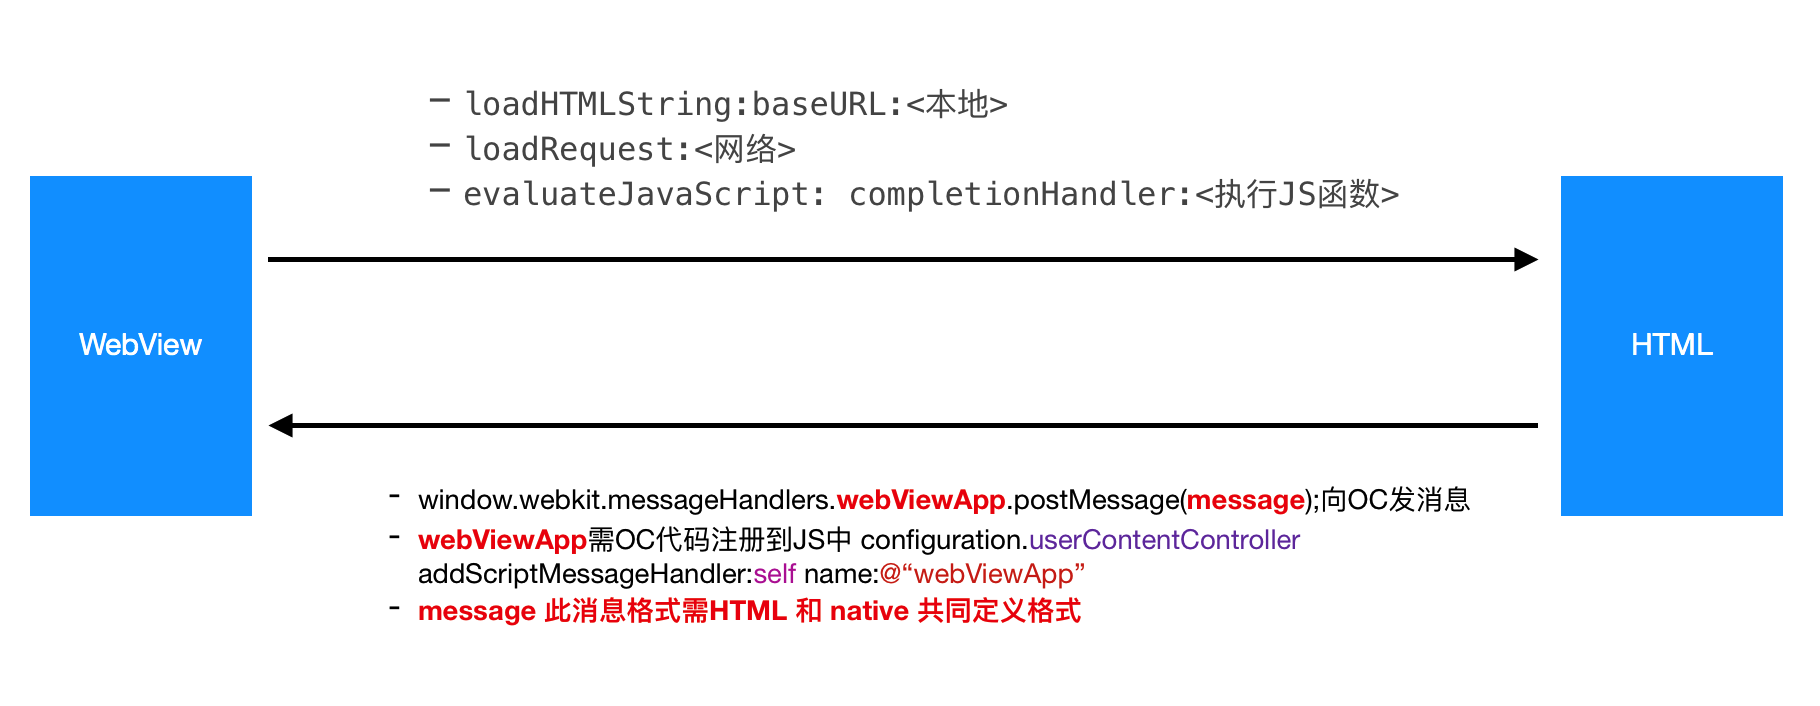 - loadHTMLString:baseURL:<本地>
- loadRequest:<网络>
- evaluateJavaScript: completionHandler:<执行JS函数>
WebView
HTML
- window.webkit.messageHandlers.webViewApp.postMessage(message);向OC发消息
- webViewApp需OC代码注册到JS中 configuration.userContentController
addScriptMessageHandler:self name:@“webViewApp”
- message 此消息格式需HTML 和 native 共同定义格式